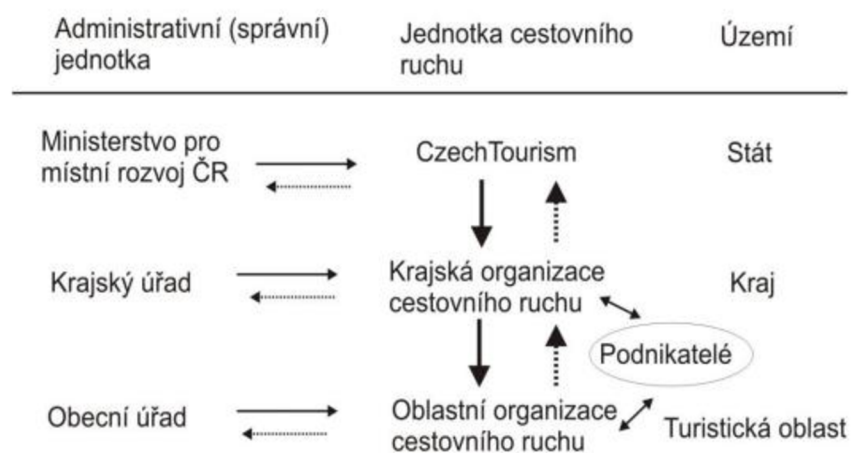 Administrativní (správní)
jednotka
Jednotka cestovního
ruchu
Území
Ministerstvo pro
místní rozvoj ČR
CzechTourism
Stát
Krajský úřad
Krajská organizace
cestovního ruchu
Kraj
Podnikatelé
Obecní úřad
Oblastní organizace
cestovního ruchu
Turistická oblast